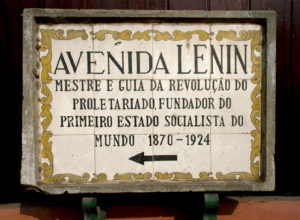 AVENIDA LENIN
MESTRE E GUIA DA REVOLUÇÃO DO
PROLETARIADO, FUNDADOR DO
PRIMEIRO ESTADO SOCIALISTA DO
MUNDO 1870-1924